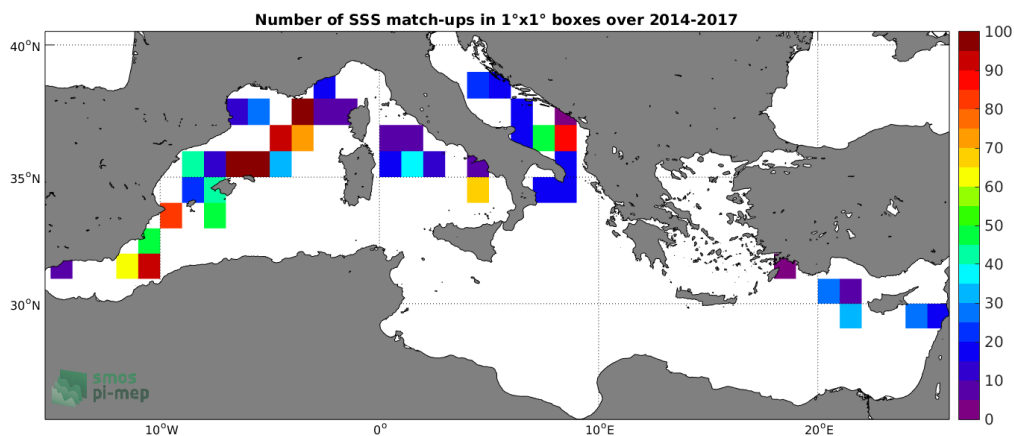 Number of SSS match-ups in 1°x1° boxes over 2014-2017
40°N
35°N
30°N
10°W
0°
10°E
20°E
100
90
80
70
60
50
40
30
20
10
0
smos
pi-mep